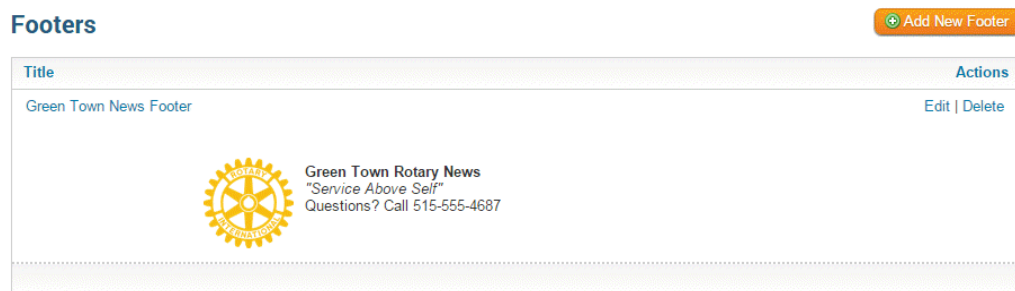 Footers
Add New Footer
Title Actions
Green Town News Footer Edit | Delete
ROTARY
INTERNATIONAL
Green Town Rotary News
"Service Above Self"
Questions? Call 515-555-4687